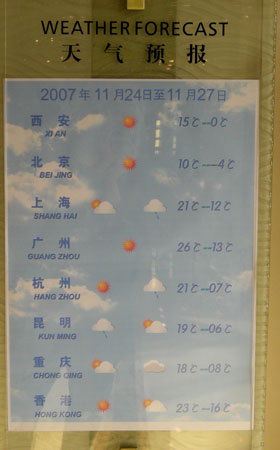 WEATHER FORECAST
天气预报
2007年11月24日至11月27日
西安 15℃--0℃
XI AN
北京 10℃---4℃
BEI JING
上海 21℃--12℃
SHANG HAI
广州 26℃--13℃
GUANG ZHOU
杭州 21℃--07℃
HANG ZHOU
昆明 19℃--06℃
KUN MING
重庆 18℃--08℃
CHONG QING
香港 23℃--16℃
HONG KONG